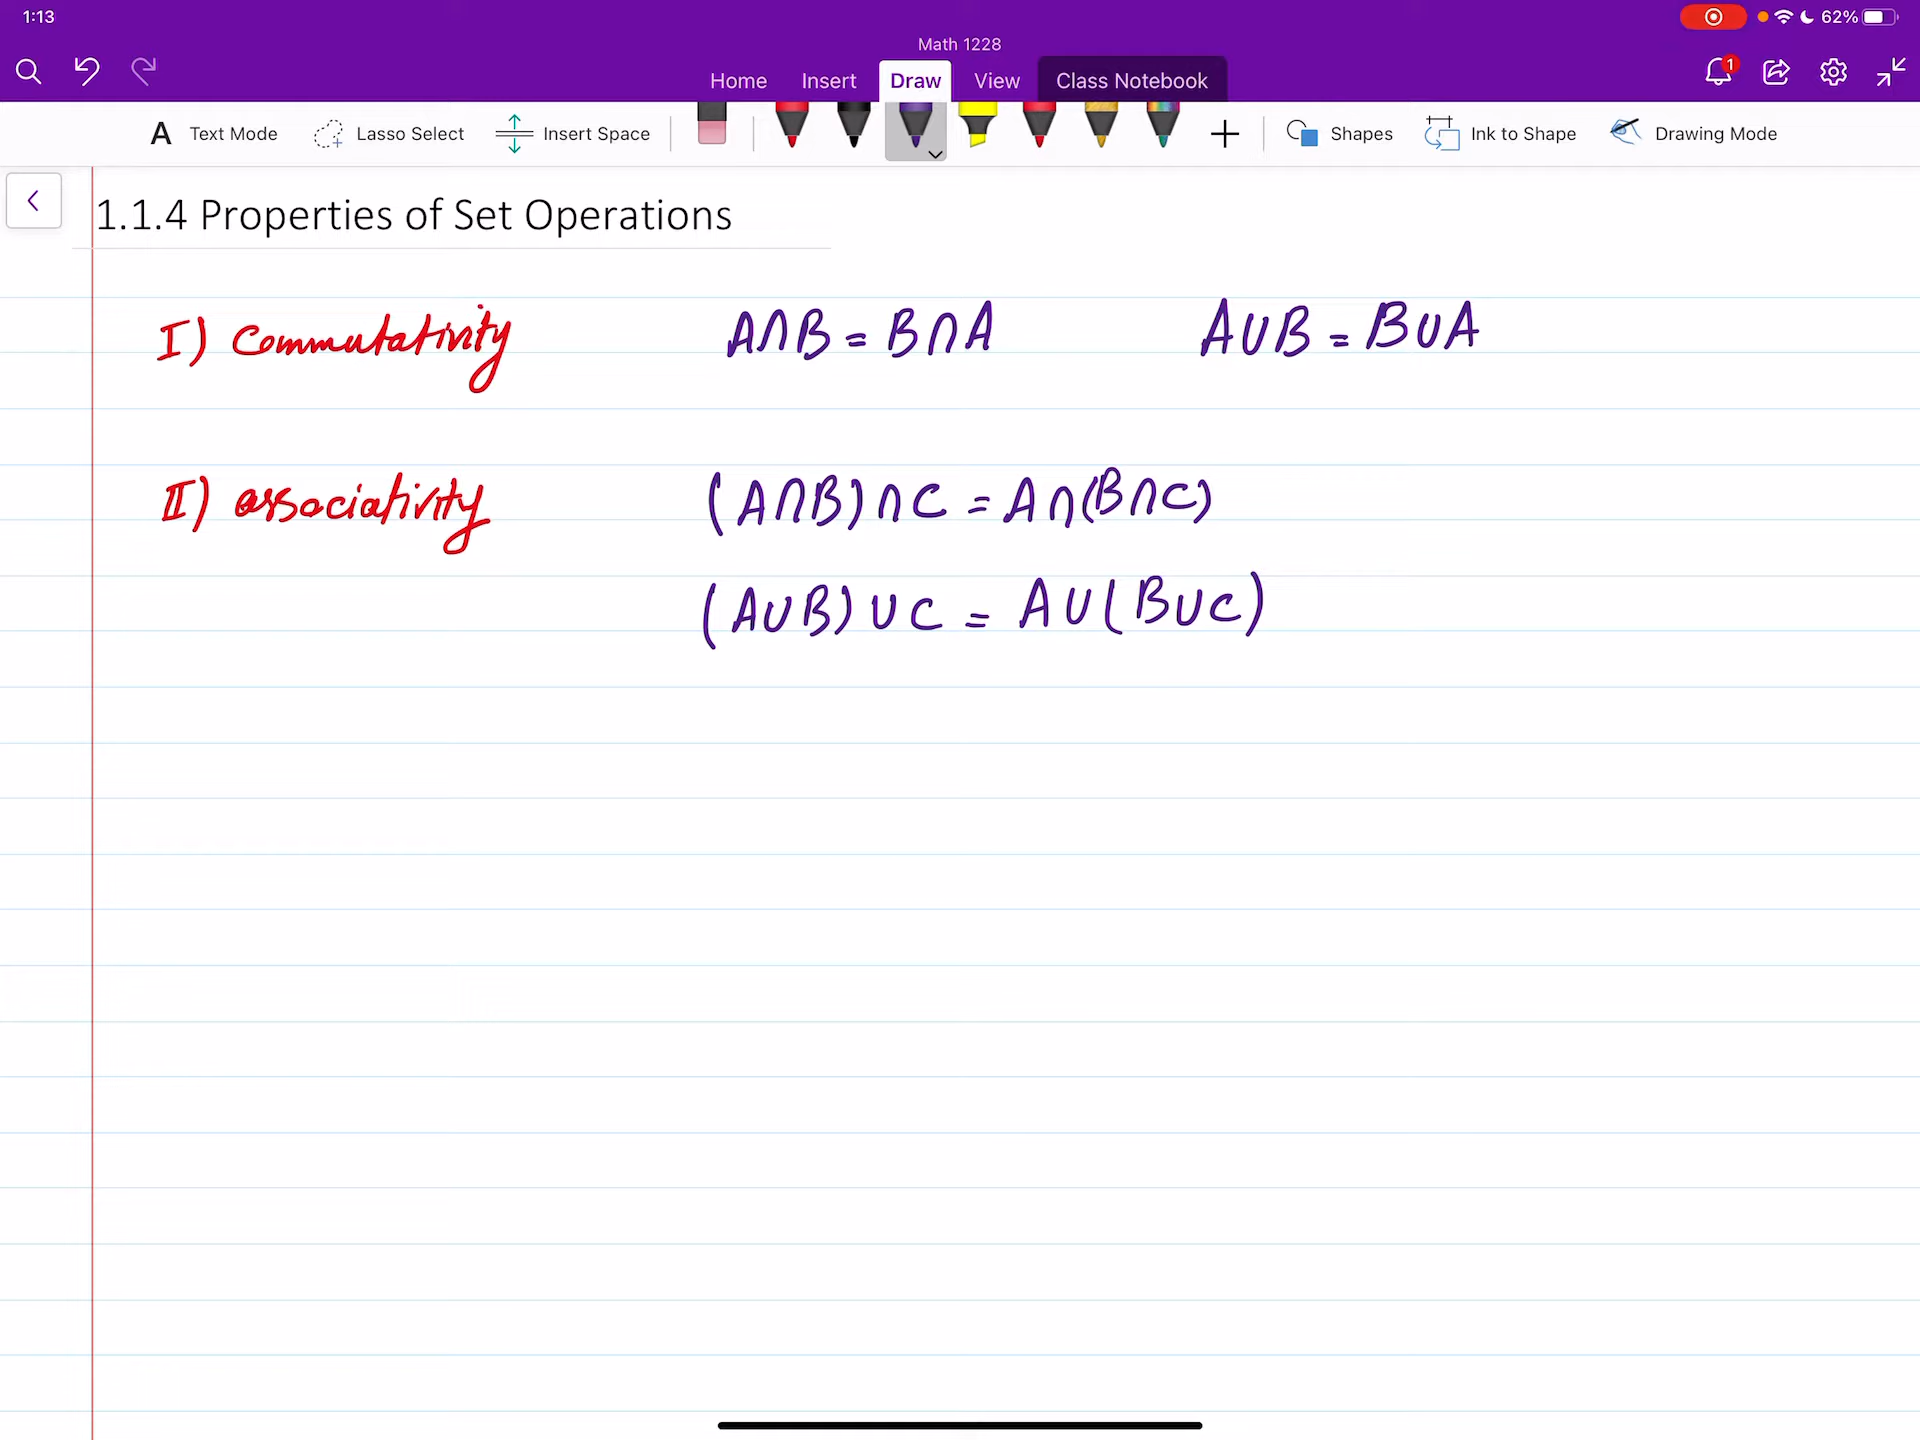 1:13
62%
Math 1228
1
Home Insert Draw View Class Notebook
A Text Mode Lasso Select Insert Space Shapes Ink to Shape Drawing Mode
1.1.4 Properties of Set Operations
I) Commutativity A∩B = B∩A A∪B = B∪A
II) associativity (A∩B)∩C = A∩(B∩C)
(A∪B)∪C = A∪(B∪C)